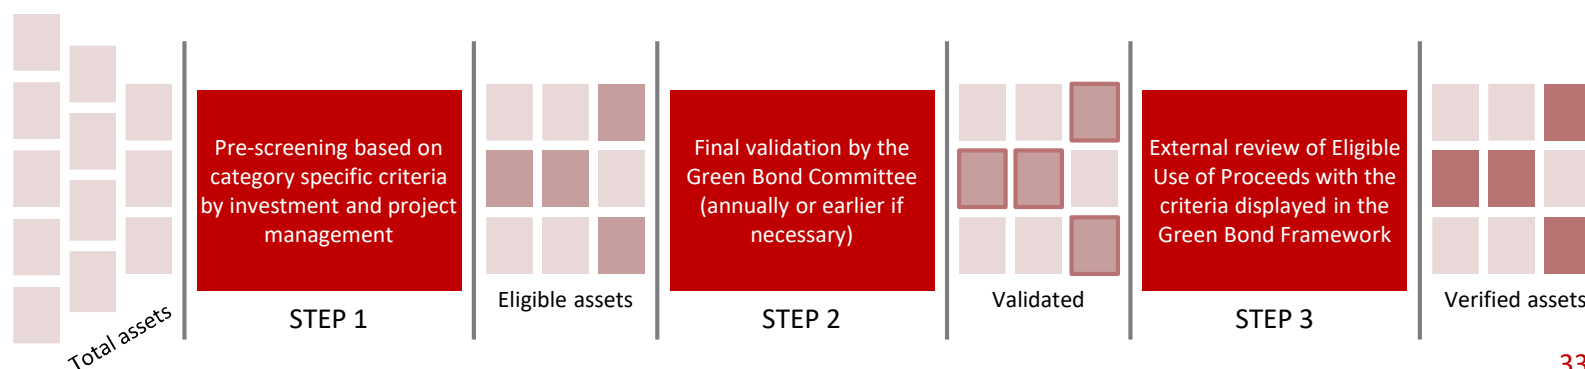 Total assets
Pre-screening based on
category specific criteria
by investment and project
management
STEP 1
Eligible assets
Final validation by the
Green Bond Committee
(annually or earlier if
necessary)
STEP 2
Validated
External review of Eligible
Use of Proceeds with the
criteria displayed in the
Green Bond Framework
STEP 3
Verified assets
33